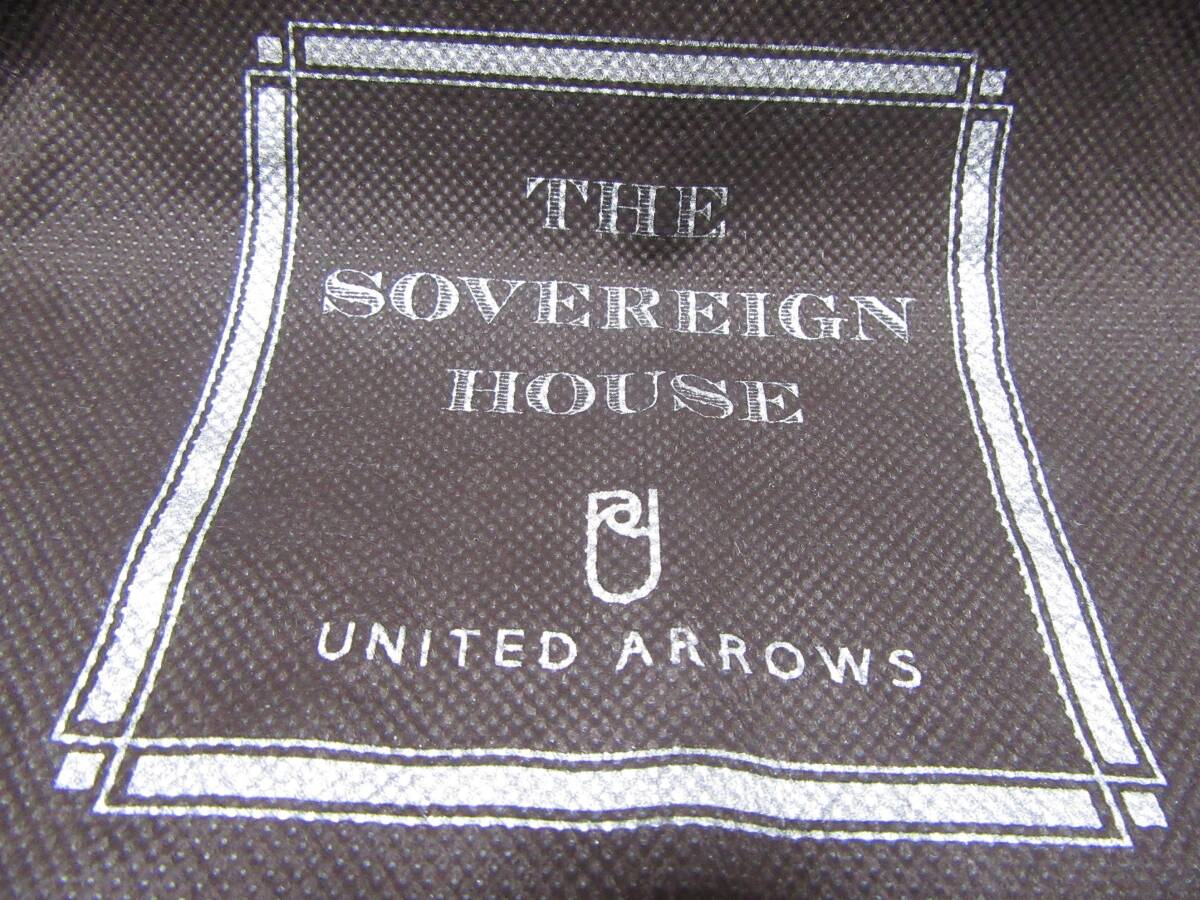 THE
SOVEREIGN
HOUSE
UNITED ARROWS